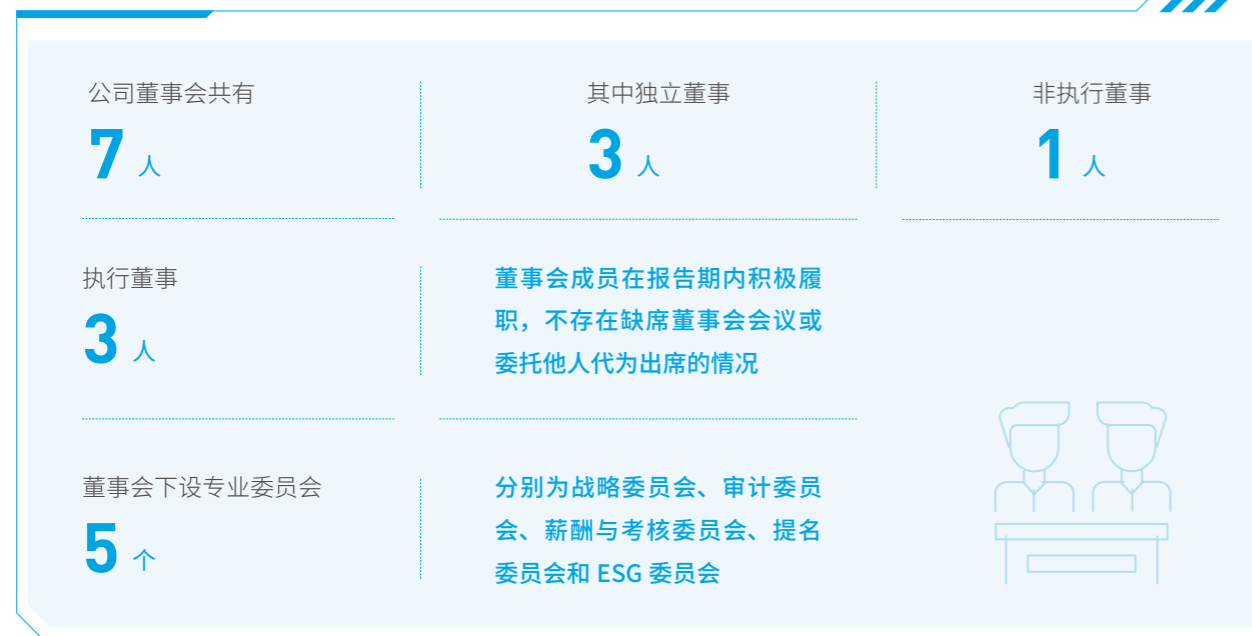 公司董事会共有
7 人
其中独立董事
3 人
非执行董事
1 人
执行董事
3 人
董事会成员在报告期内积极履
职，不存在缺席董事会会议或
委托他人代为出席的情况
董事会下设专业委员会
5 个
分别为战略委员会、审计委员
会、薪酬与考核委员会、提名
委员会和 ESG 委员会